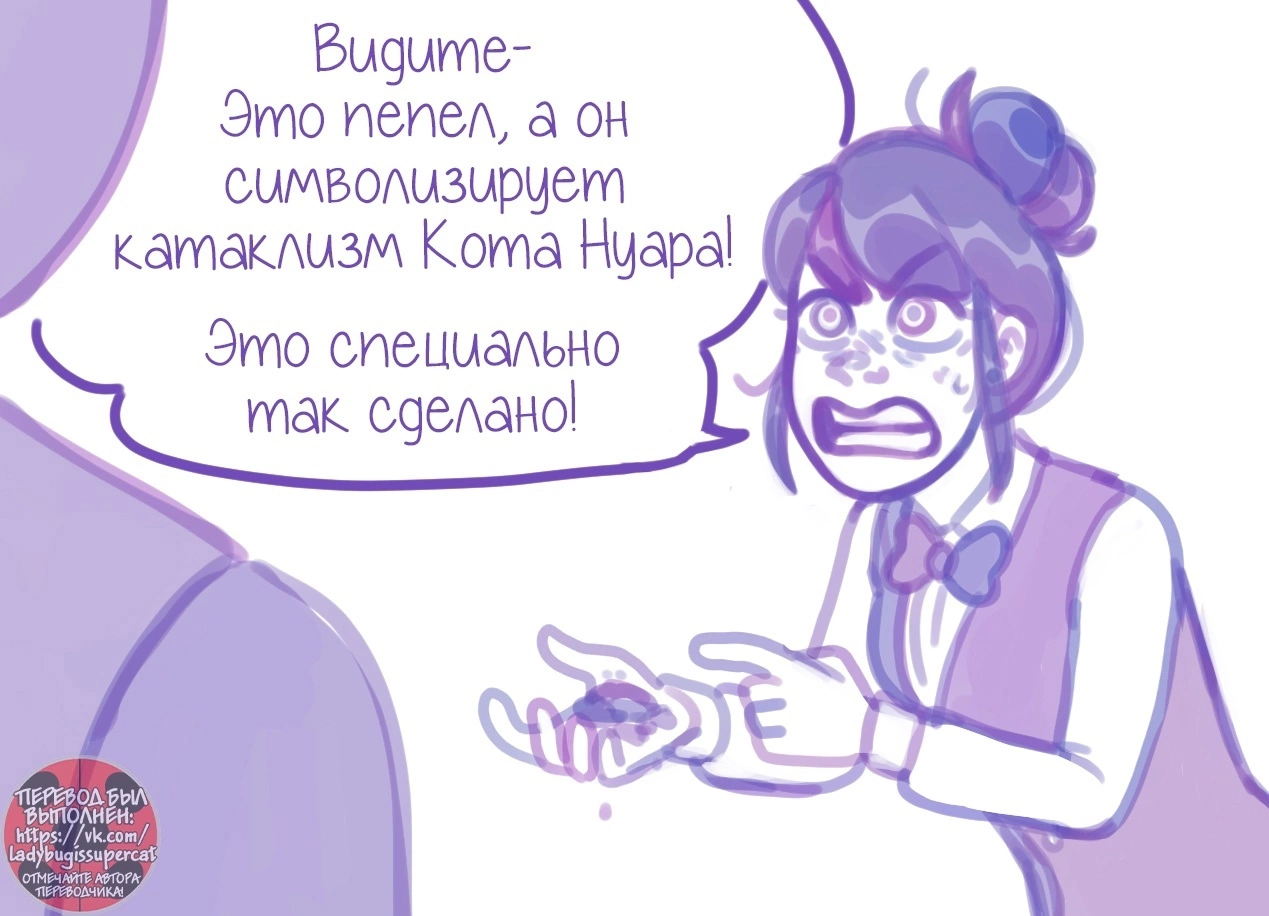 Видите-
Это пепел, а он
символизирует
катаклизм Кота Нуара!
Это специально
так сделано!
ПЕРЕВОД БЫЛ
ВЫПОЛНЕН:
https://vk.com/
ladybugissupercat
ОТМЕЧАЙТЕ АВТОРА
ПЕРЕВОДЧИКА!